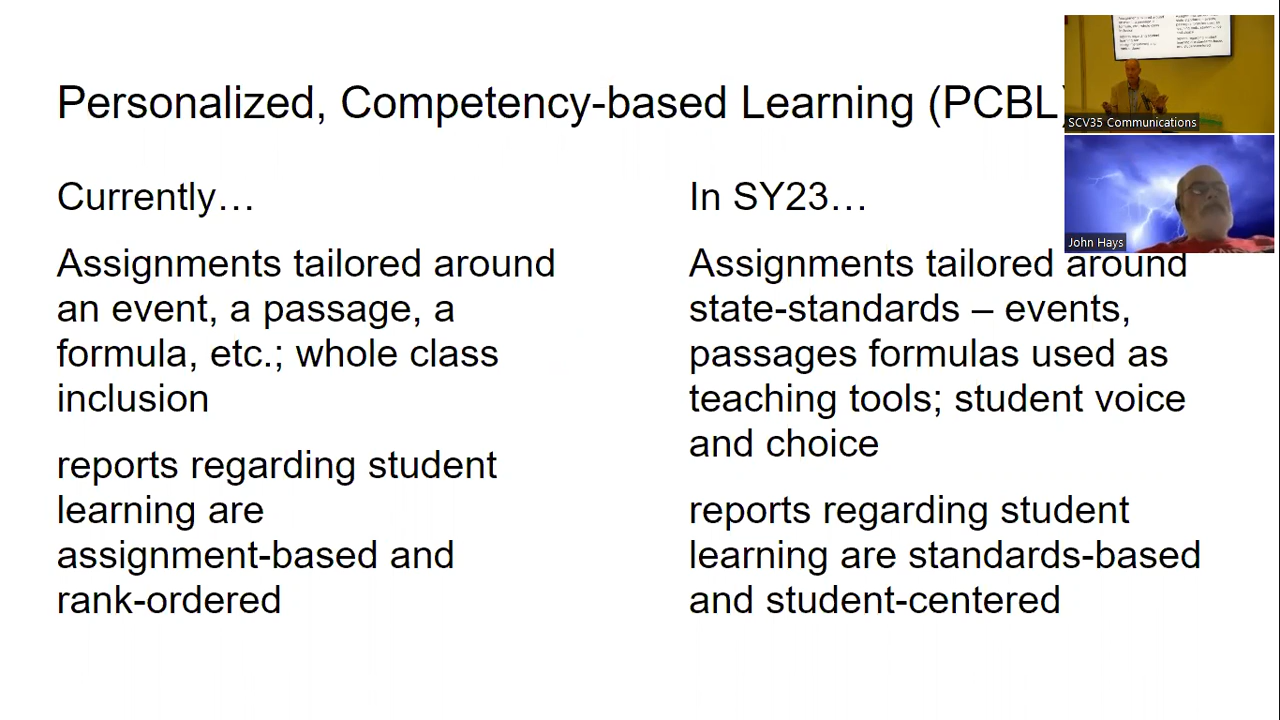 Personalized, Competency-based Learning (PCBL)
Currently…
Assignments tailored around
an event, a passage, a
formula, etc.; whole class
inclusion
reports regarding student
learning are
assignment-based and
rank-ordered
In SY23…
Assignments tailored around
state-standards – events,
passages formulas used as
teaching tools; student voice
and choice
reports regarding student
learning are standards-based
and student-centered
SCV35 Communications
John Hays